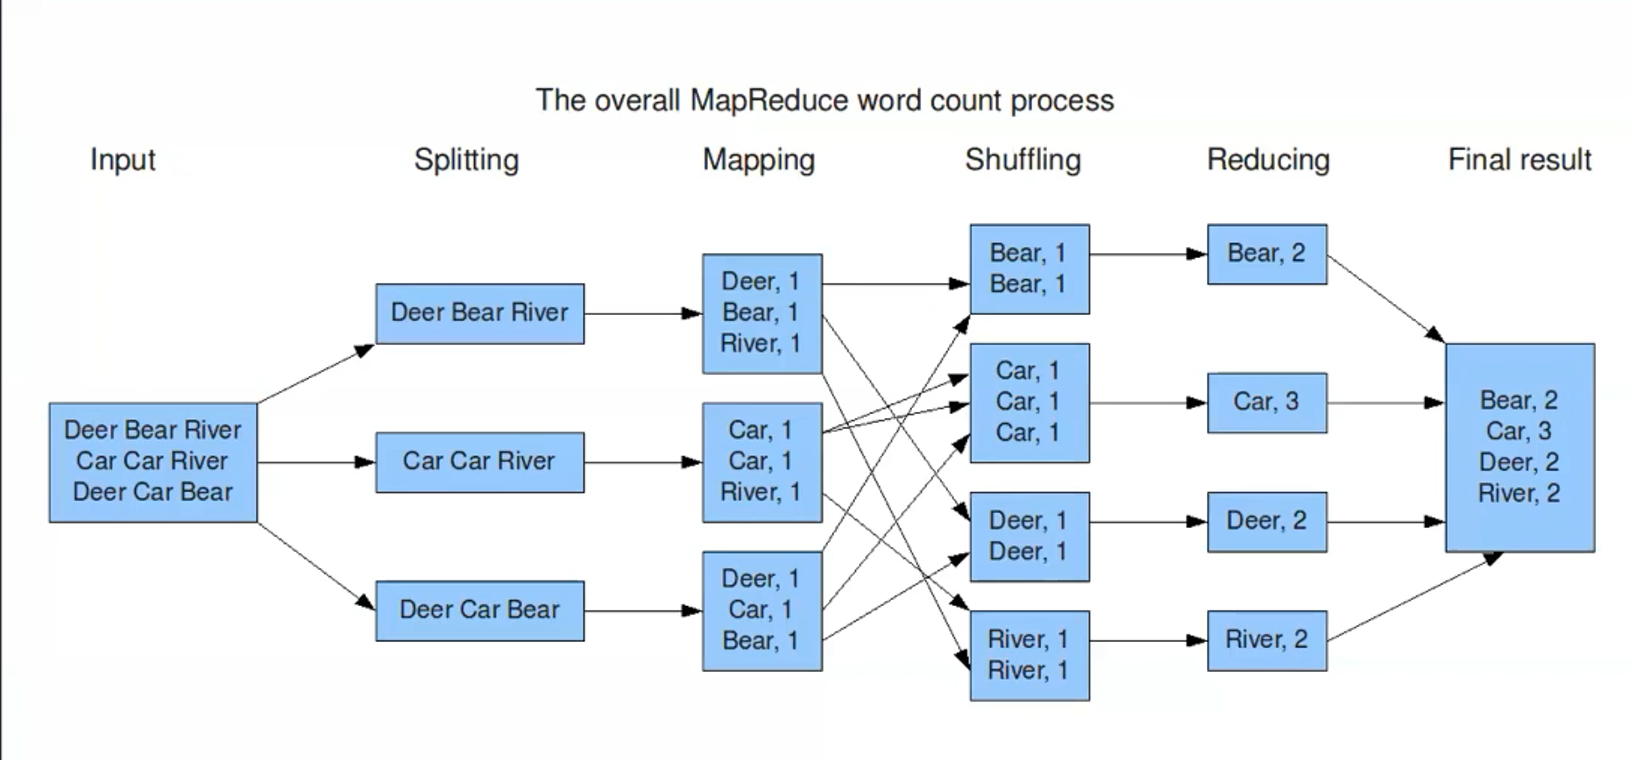 The overall MapReduce word count process
Input
Splitting
Mapping
Shuffling
Reducing
Final result
Deer Bear River
Car Car River
Deer Car Bear
Deer Bear River
Car Car River
Deer Car Bear
Deer, 1
Bear, 1
River, 1
Car, 1
Car, 1
River, 1
Deer, 1
Car, 1
Bear, 1
Bear, 1
Bear, 1
Car, 1
Car, 1
Car, 1
Deer, 1
Deer, 1
River, 1
River, 1
Bear, 2
Car, 3
Deer, 2
River, 2
Bear, 2
Car, 3
Deer, 2
River, 2